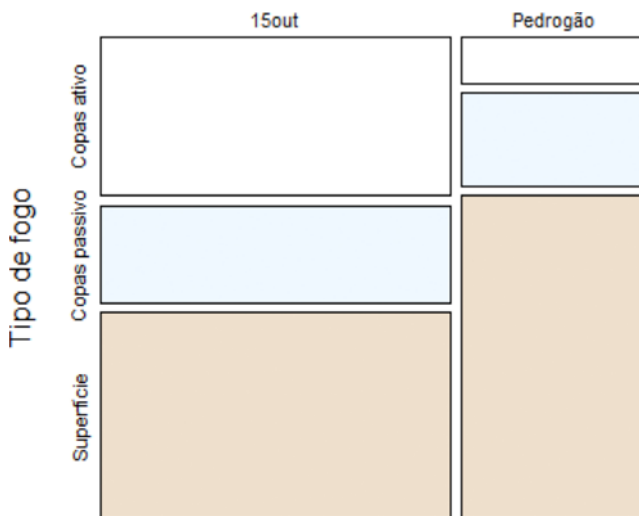 15out
Pedrogão
Tipo de fogo
Copas ativo
Copas passivo
Superfície